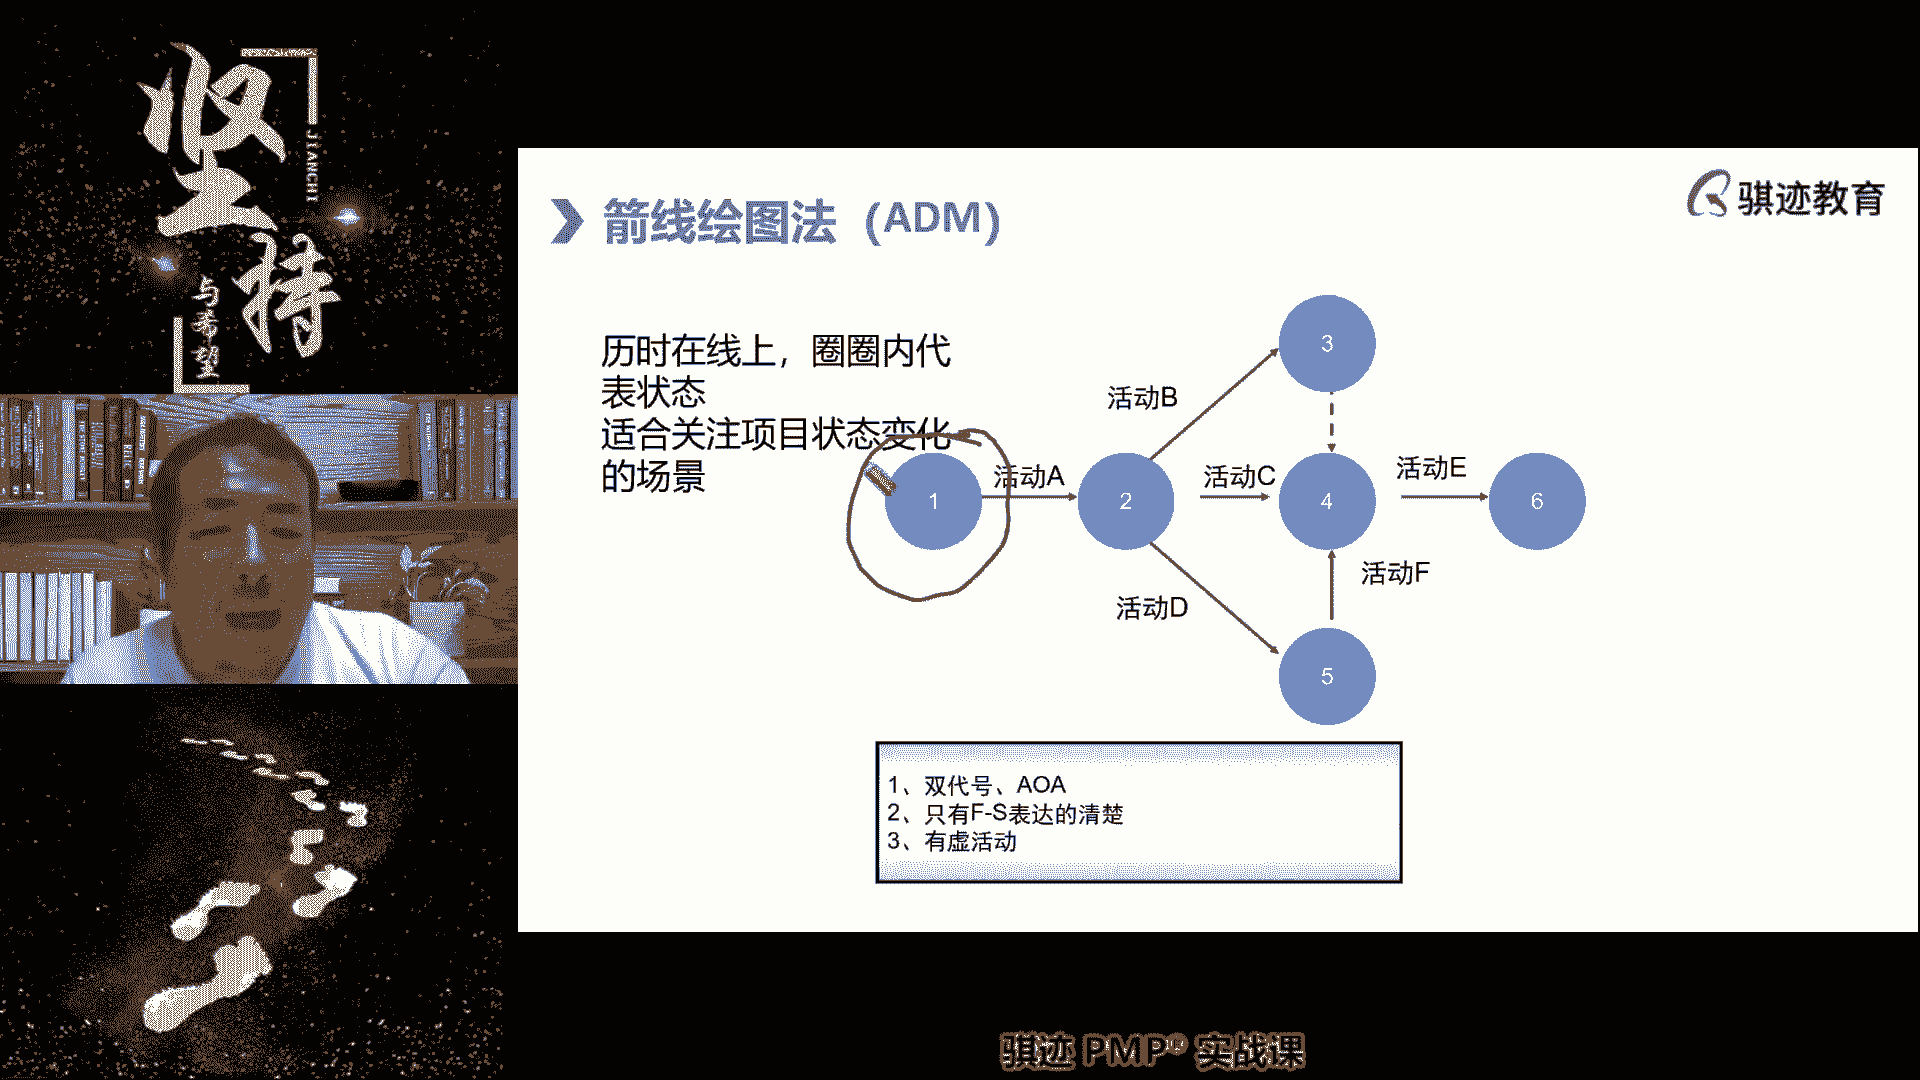 坚持
JIANCHI
与希望
箭线绘图法（ADM）
骐迹教育
历时在线上，圈圈内代
表状态
适合关注项目状态变化
的场景
3
活动B
1
活动A
2
活动C
4
活动E
6
活动F
活动D
5
1、双代号、AOA
2、只有F-S表达的清楚
3、有虚活动
骐迹 PMP® 实战课